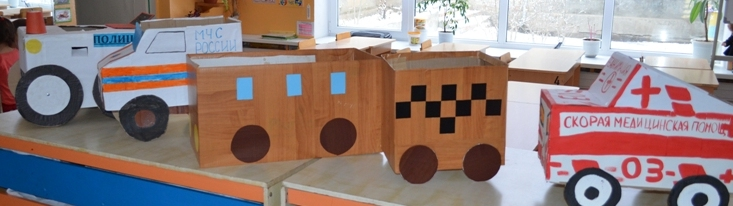 ПОЛИЦ
МЧС
РОССИИ
СКОРАЯ МЕДИЦИНСКАЯ ПОМОЩ
-03-